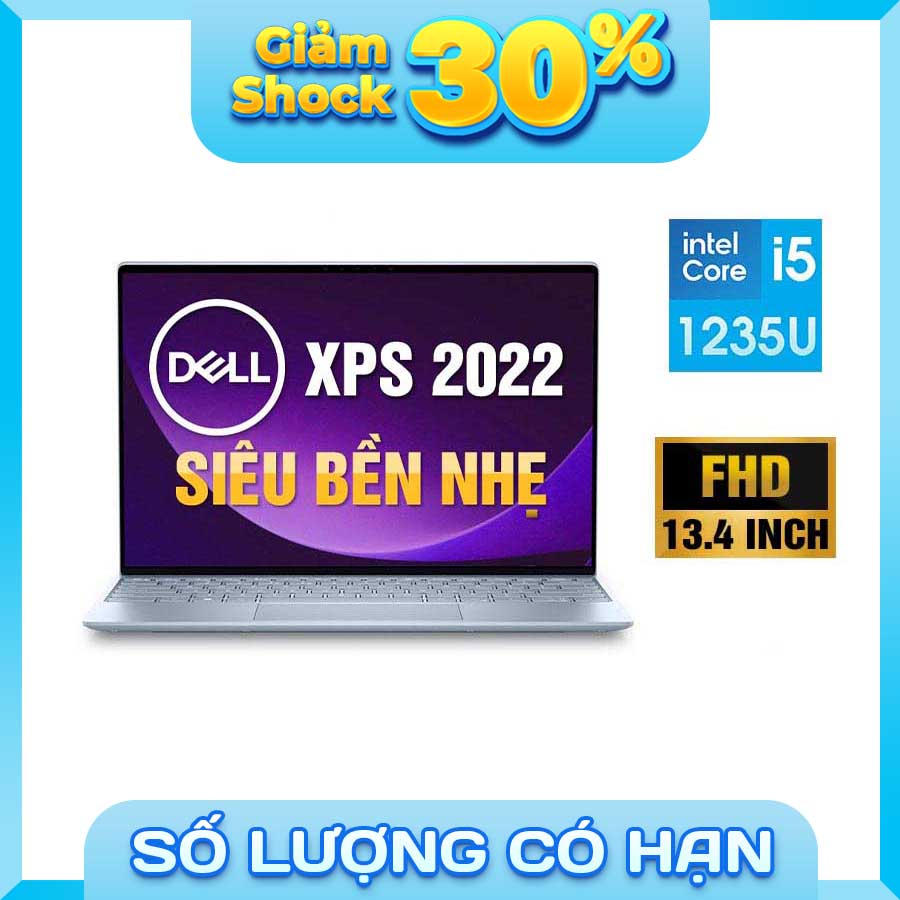 Giảm
Shock 30%
intel
Core i5
1235U
DELL XPS 2022
SIÊU BỀN NHẸ
FHD
13.4 INCH
SỐ LƯỢNG CÓ HẠN